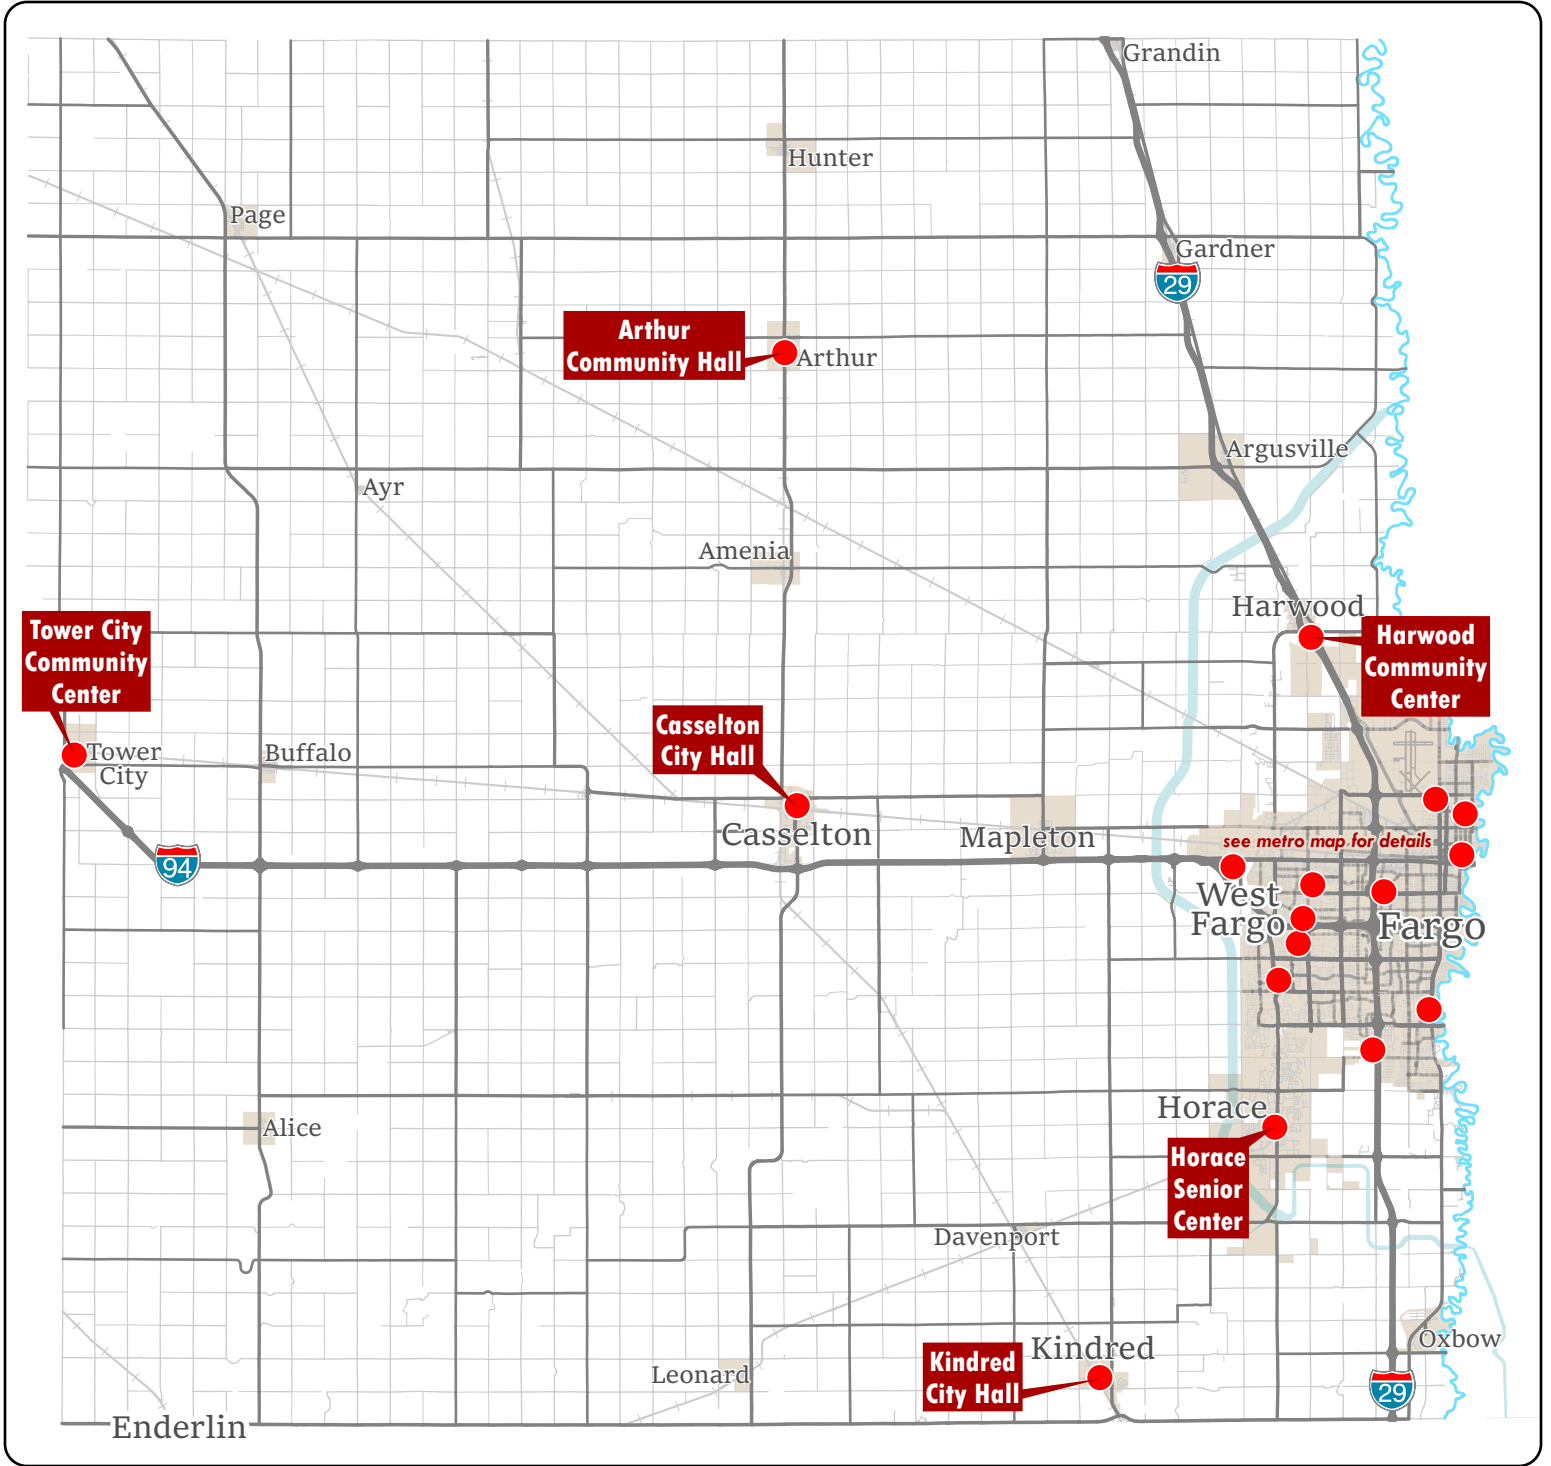 Grandin
Hunter
Page
Gardner
29
Arthur
Community Hall
Arthur
Argusville
Ayr
Amenia
Harwood
Tower City
Community
Center
Harwood
Community
Center
Casselton
City Hall
Tower
City
Buffalo
Casselton
Mapleton
see metro map for details
94
West
Fargo
Fargo
Horace
Alice
Horace
Senior
Center
Davenport
Oxbow
Kindred
Kindred
City Hall
Leonard
29
Enderlin